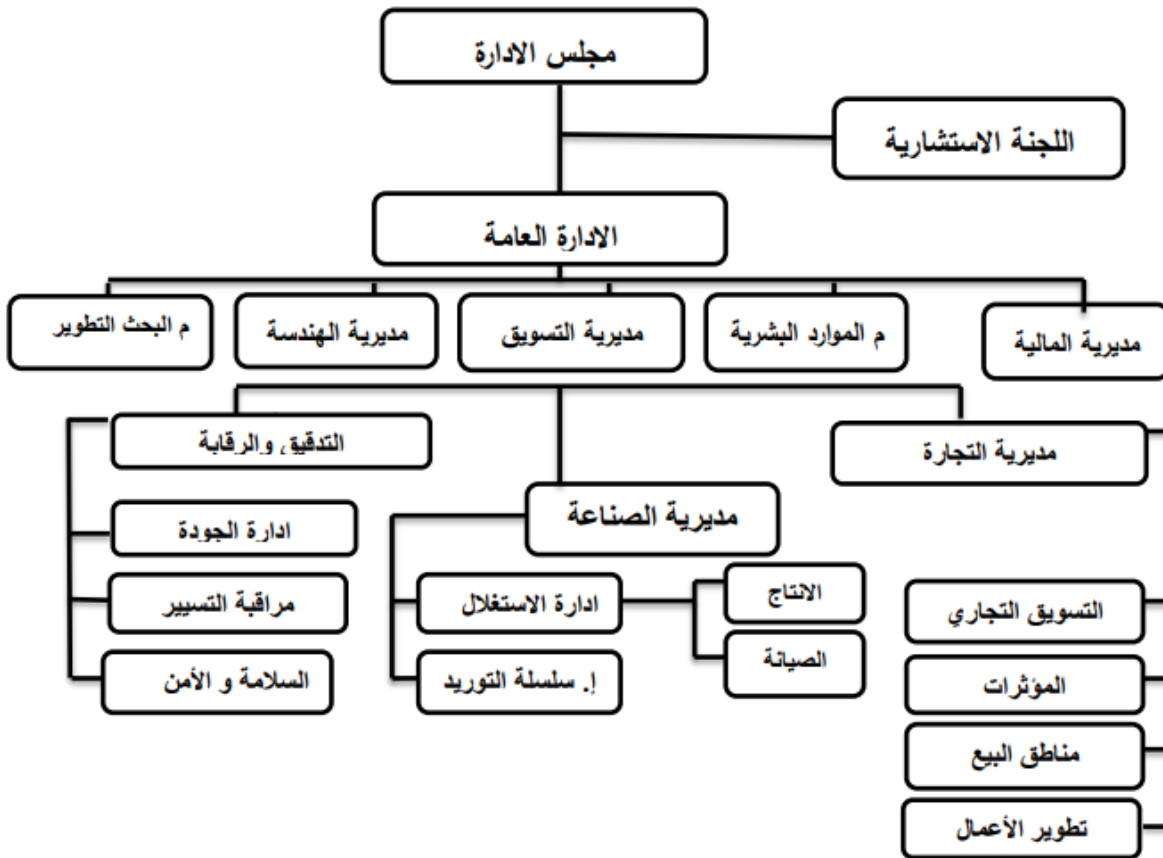 مجلس الادارة
اللجنة الاستشارية
الادارة العامة
مديرية المالية
م الموارد البشرية
مديرية التسويق
مديرية الهندسة
م البحث التطوير
مديرية التجارة
التدقيق والرقابة
مديرية الصناعة
ادارة الجودة
الانتاج
ادارة الاستغلال
مراقبة التسيير
التسويق التجاري
الصيانة
إ. سلسلة التوريد
السلامة و الأمن
المؤثرات
مناطق البيع
تطوير الأعمال